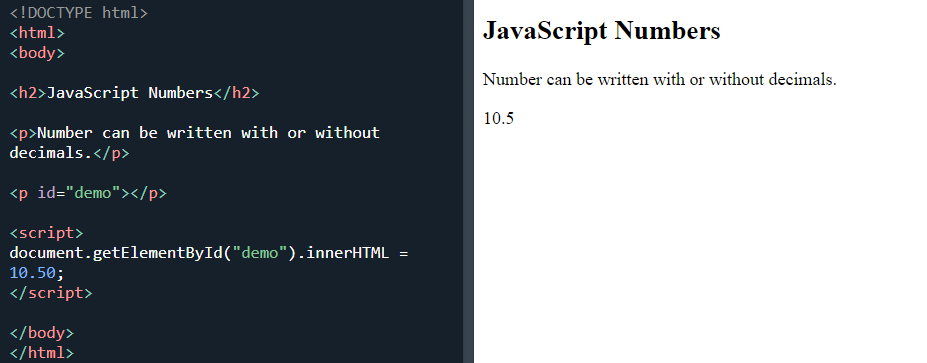 <!DOCTYPE html>
<html>
<body>
<h2>JavaScript Numbers</h2>
<p>Number can be written with or without
decimals.</p>
<p id="demo"></p>
<script>
document.getElementById("demo").innerHTML =
10.50;
</script>
</body>
</html>
JavaScript Numbers
Number can be written with or without decimals.
10.5